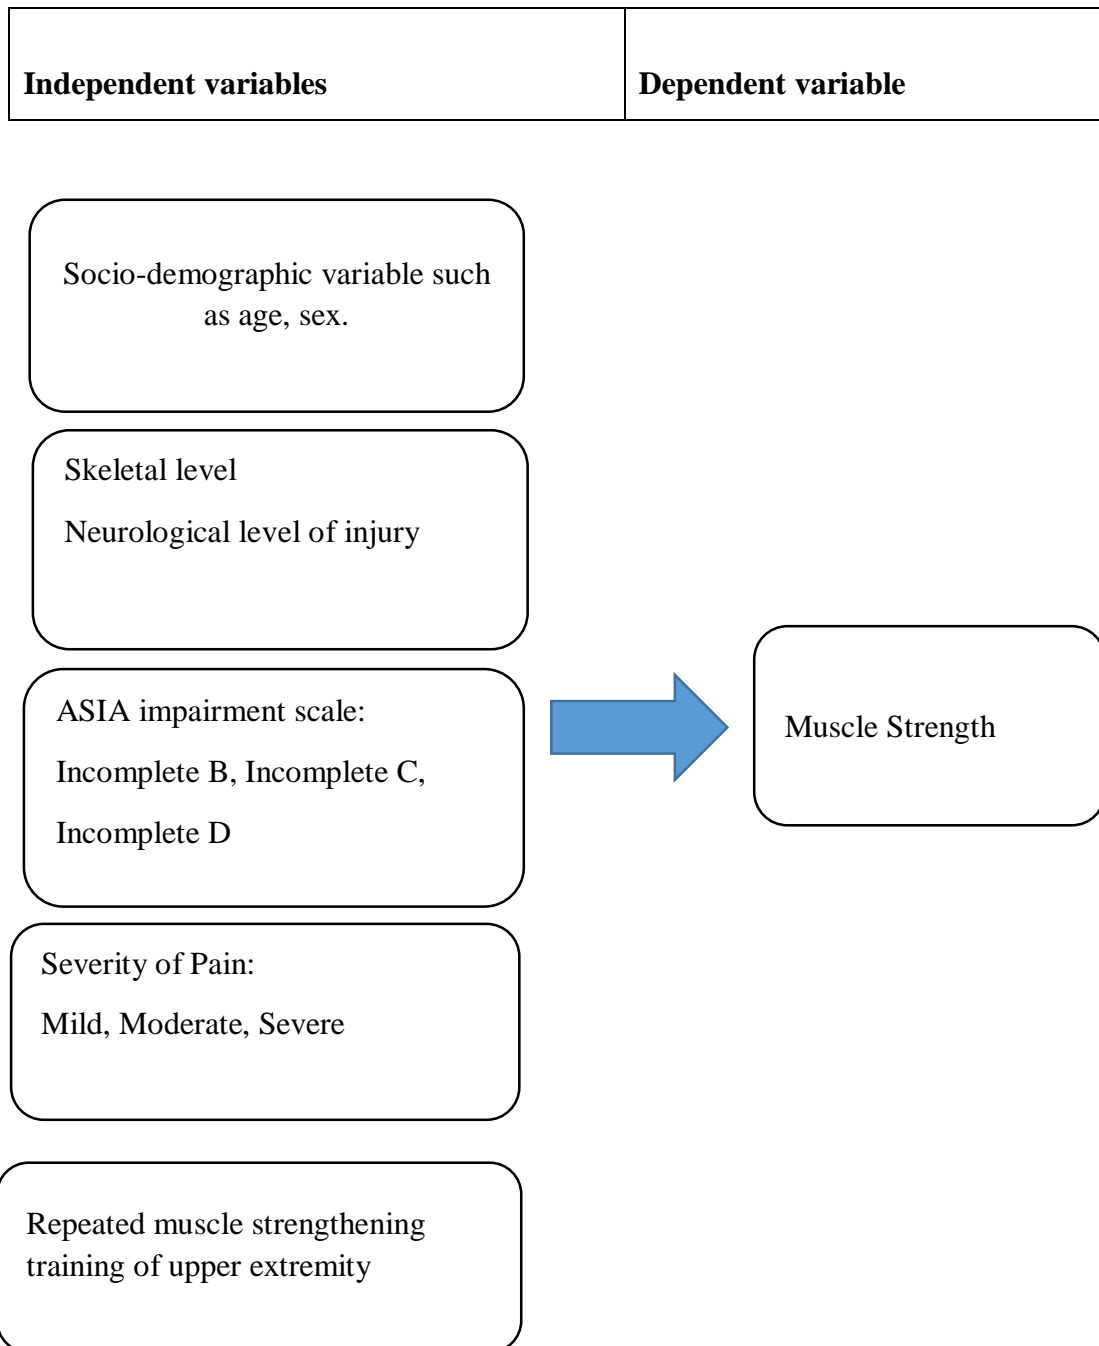 Independent variables
Dependent variable
Socio-demographic variable such
as age, sex.
Skeletal level
Neurological level of injury
ASIA impairment scale:
Incomplete B, Incomplete C,
Incomplete D
Muscle Strength
Severity of Pain:
Mild, Moderate, Severe
Repeated muscle strengthening
training of upper extremity